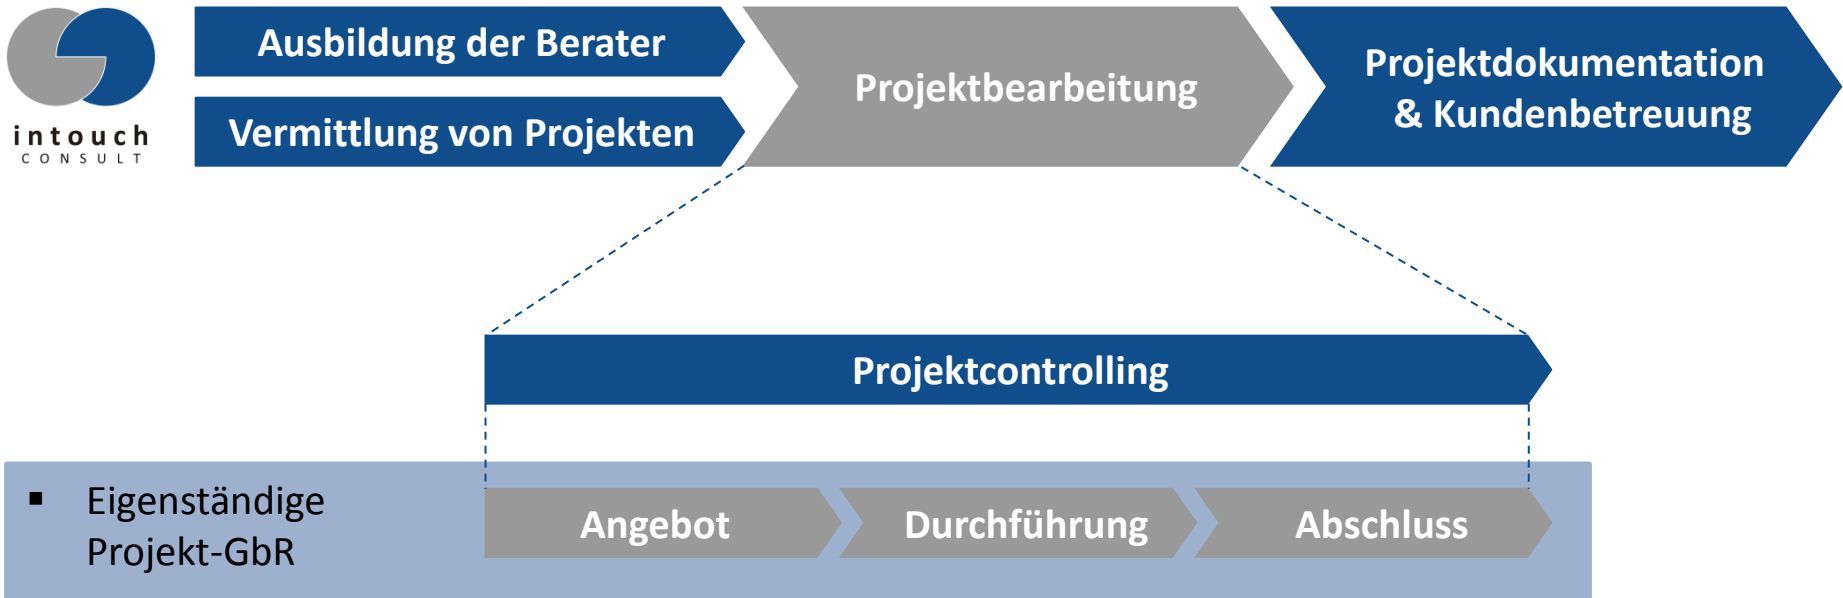 intouch
CONSULT
Ausbildung der Berater
Vermittlung von Projekten
Projektbearbeitung
Projektdokumentation
& Kundenbetreuung
Projektcontrolling
▪ Eigenständige
Projekt-GbR
Angebot
Durchführung
Abschluss